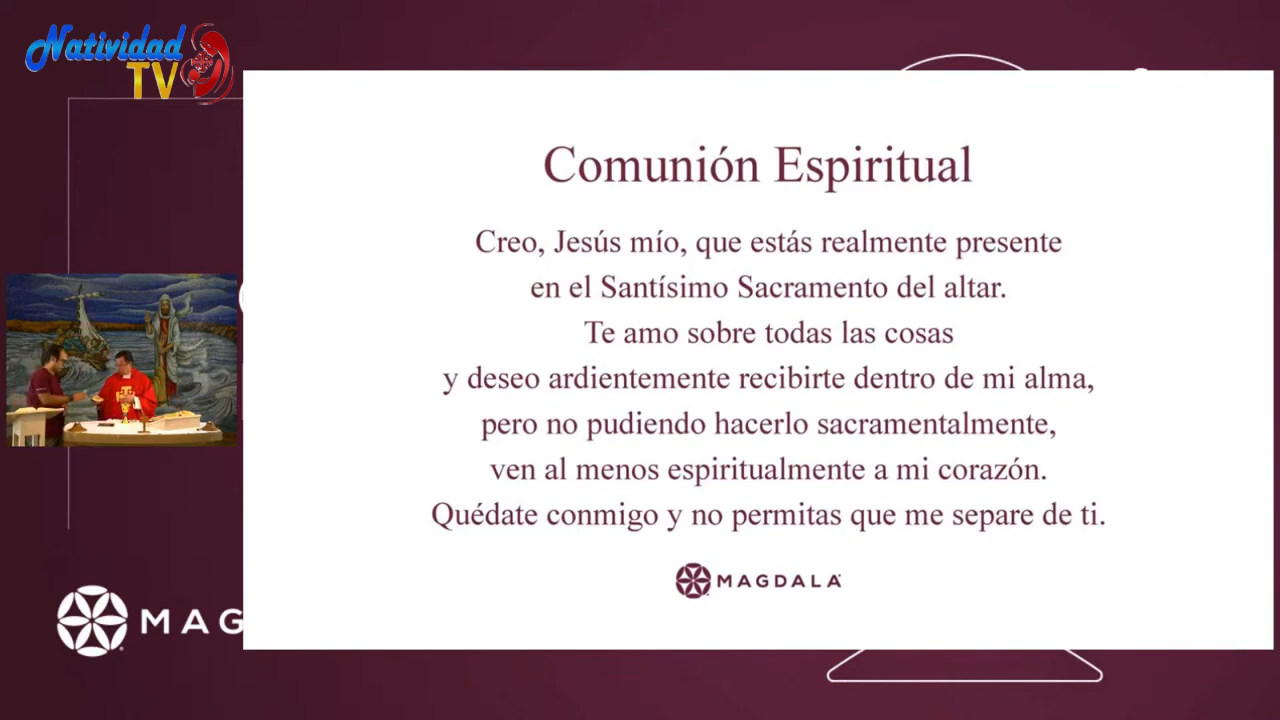 Natividad
TV
Comunión Espiritual
Creo, Jesús mío, que estás realmente presente
en el Santísimo Sacramento del altar.
Te amo sobre todas las cosas
y deseo ardientemente recibirte dentro de mi alma,
pero no pudiendo hacerlo sacramentalmente,
ven al menos espiritualmente a mi corazón.
Quédate conmigo y no permitas que me separe de ti.
MAGDALA
MAG